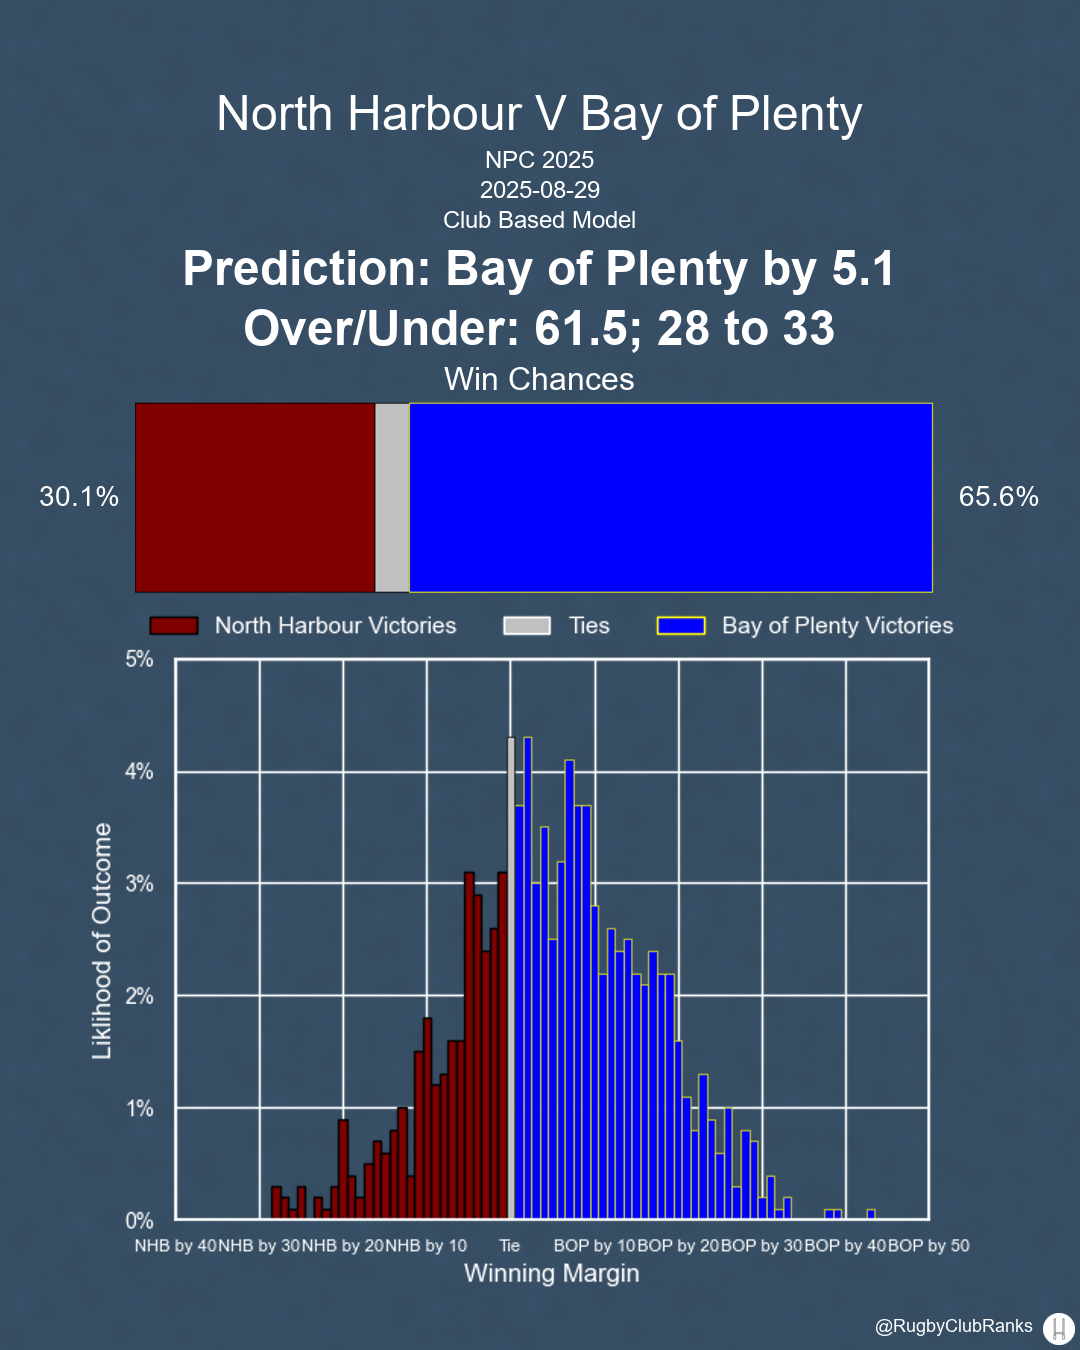 North Harbour V Bay of Plenty
NPC 2025
2025-08-29
Club Based Model
Prediction: Bay of Plenty by 5.1
Over/Under: 61.5; 28 to 33
Win Chances
30.1%
65.6%
North Harbour Victories
Ties
Bay of Plenty Victories
5%
4%
3%
2%
1%
0%
Liklihood of Outcome
NHB by 40 NHB by 30 NHB by 20 NHB by 10 Tie BOP by 10 BOP by 20 BOP by 30 BOP by 40 BOP by 50
Winning Margin
@RugbyClubRanks